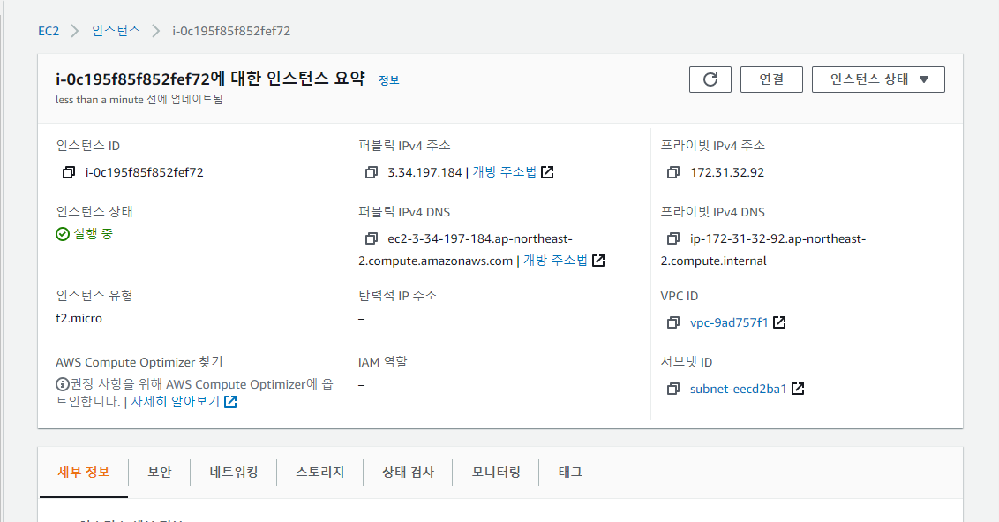 EC2 > 인스턴스 > i-0c195f85f852fef72
i-0c195f85f852fef72에 대한 인스턴스 요약 정보
less than a minute 전에 업데이트됨
연결
인스턴스 상태 ▼
인스턴스 ID
i-0c195f85f852fef72
퍼블릭 IPv4 주소
3.34.197.184 | 개방 주소법
프라이빗 IPv4 주소
172.31.32.92
인스턴스 상태
실행 중
퍼블릭 IPv4 DNS
ec2-3-34-197-184.ap-northeast-
2.compute.amazonaws.com | 개방 주소법
프라이빗 IPv4 DNS
ip-172-31-32-92.ap-northeast-
2.compute.internal
인스턴스 유형
t2.micro
탄력적 IP 주소
–
VPC ID
vpc-9ad757f1
AWS Compute Optimizer 찾기
권장 사항을 위해 AWS Compute Optimizer에 옵
트인합니다. | 자세히 알아보기
IAM 역할
–
서브넷 ID
subnet-eecd2ba1
세부 정보
보안
네트워킹
스토리지
상태 검사
모니터링
태그